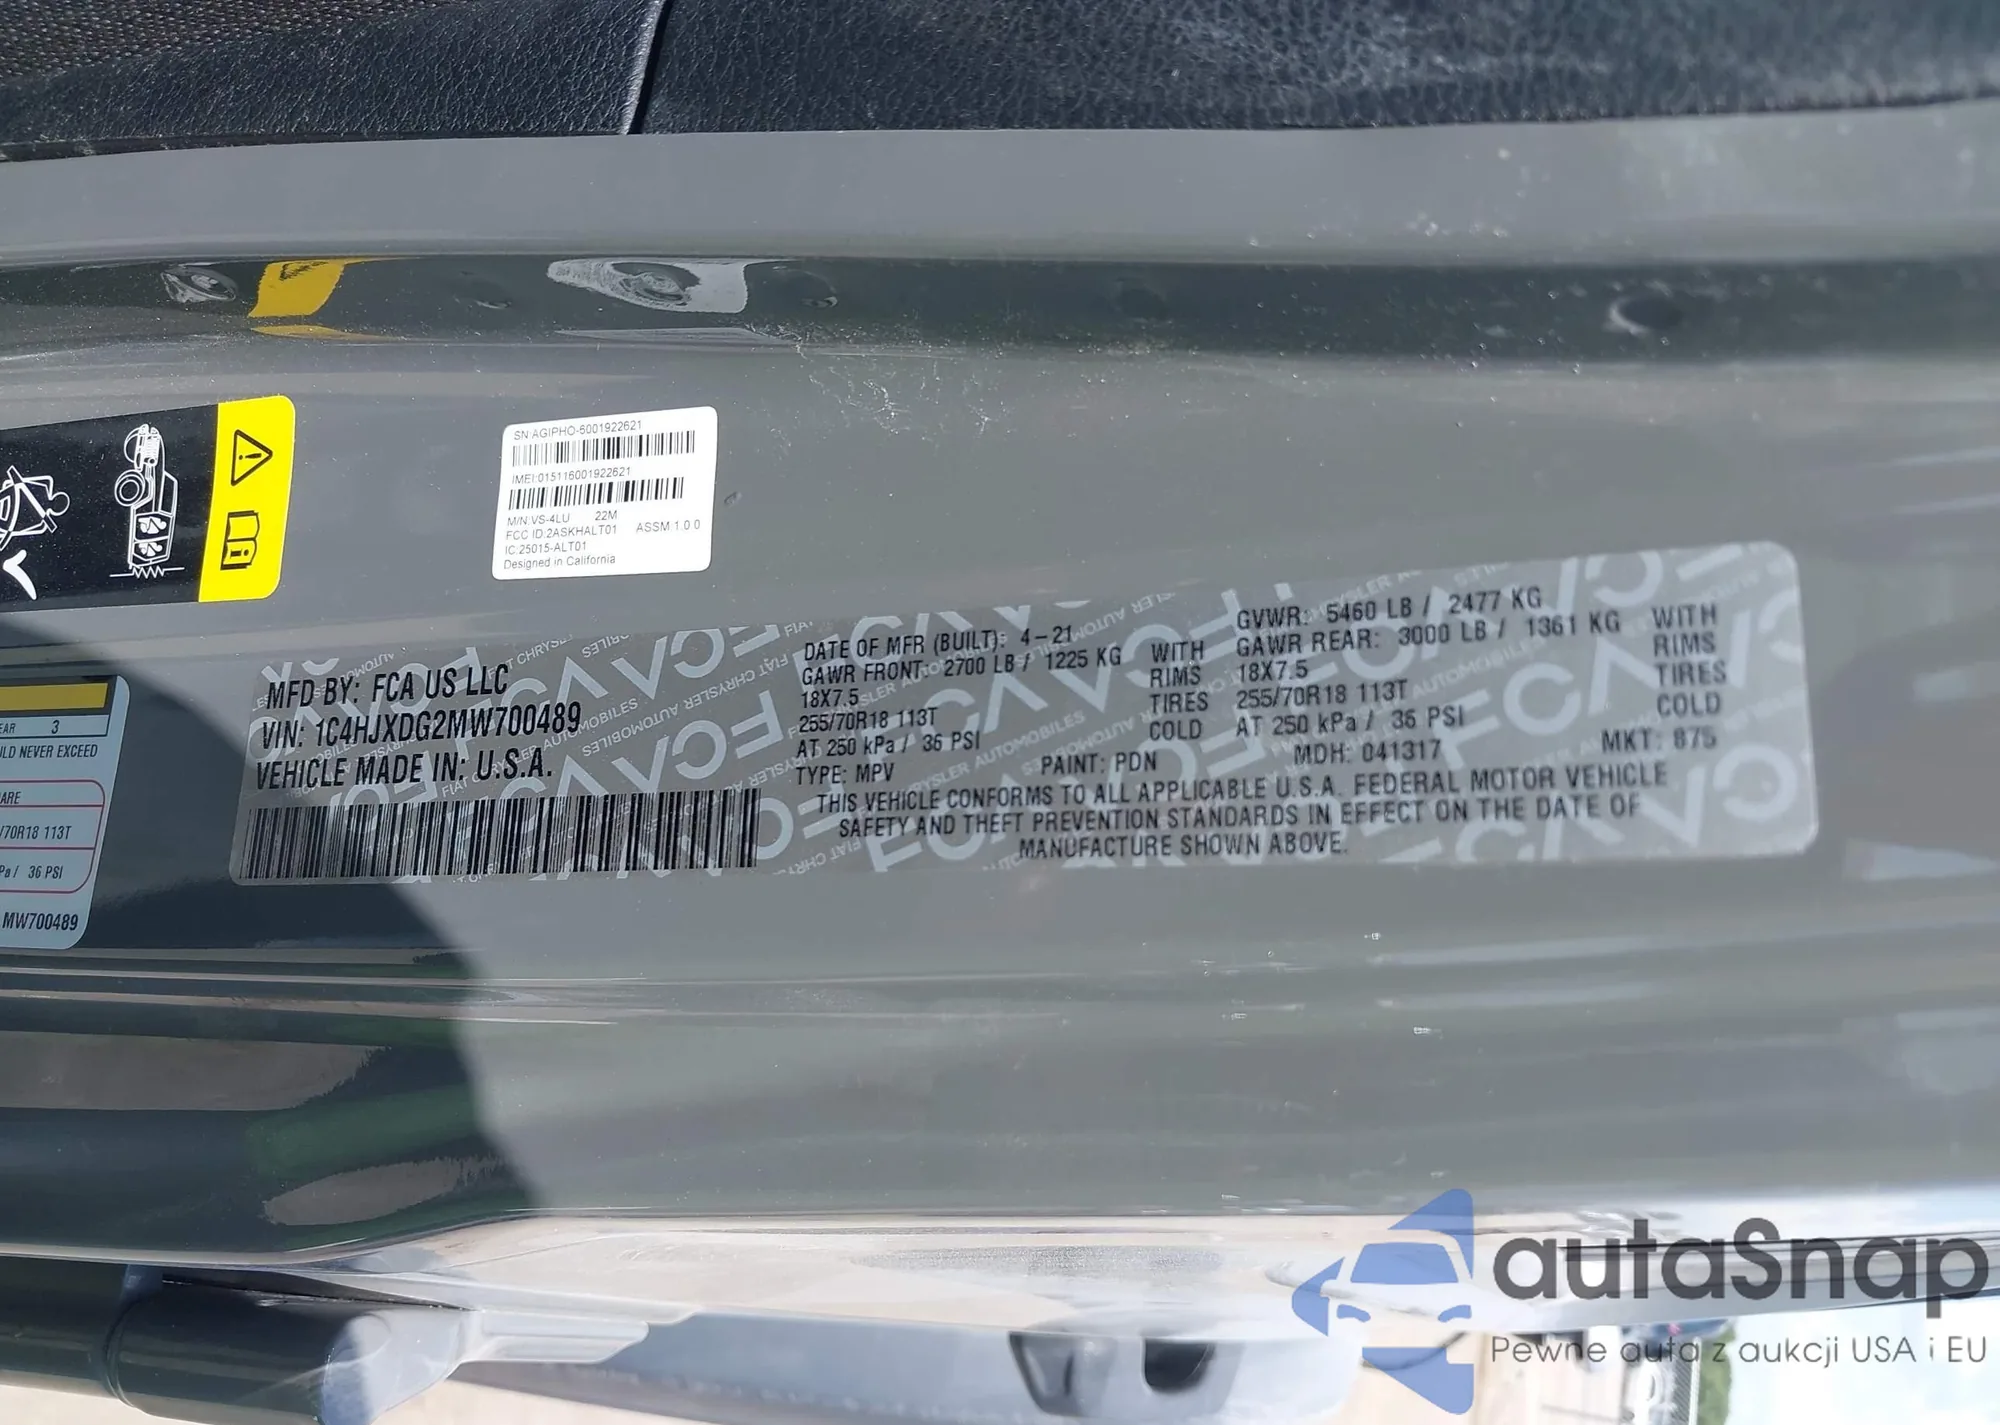 SN:AGIPHO-5001922621
IMEI:015116001922621
M/N:VS-4LU 22M
FCC ID:2ASKHALT01 ASSM 1.0 0
IC:25015-ALT01
Designed in California
MFD BY: FCA US LLC
VIN: 1C4HJXDG2MW700489
VEHICLE MADE IN: U.S.A.
DATE OF MFR (BUILT): 4-21 GVWR: 5460 LB / 2477 KG
GAWR FRONT: 2700 LB / 1225 KG WITH GAWR REAR: 3000 LB / 1361 KG WITH
18X7.5 RIMS 18X7.5 RIMS
255/70R18 113T TIRES 255/70R18 113T TIRES
AT 250 kPa / 36 PSI COLD AT 250 kPa / 36 PSI COLD
TYPE: MPV PAINT: PDN MDH: 041317 MKT: 875
THIS VEHICLE CONFORMS TO ALL APPLICABLE U.S.A. FEDERAL MOTOR VEHICLE
SAFETY AND THEFT PREVENTION STANDARDS IN EFFECT ON THE DATE OF
MANUFACTURE SHOWN ABOVE.
EAR 3
LD NEVER EXCEED
ARE
/70R18 113T
Pa / 36 PSI
MW700489
autaSnap
Pewne auta z aukcji USA i EU